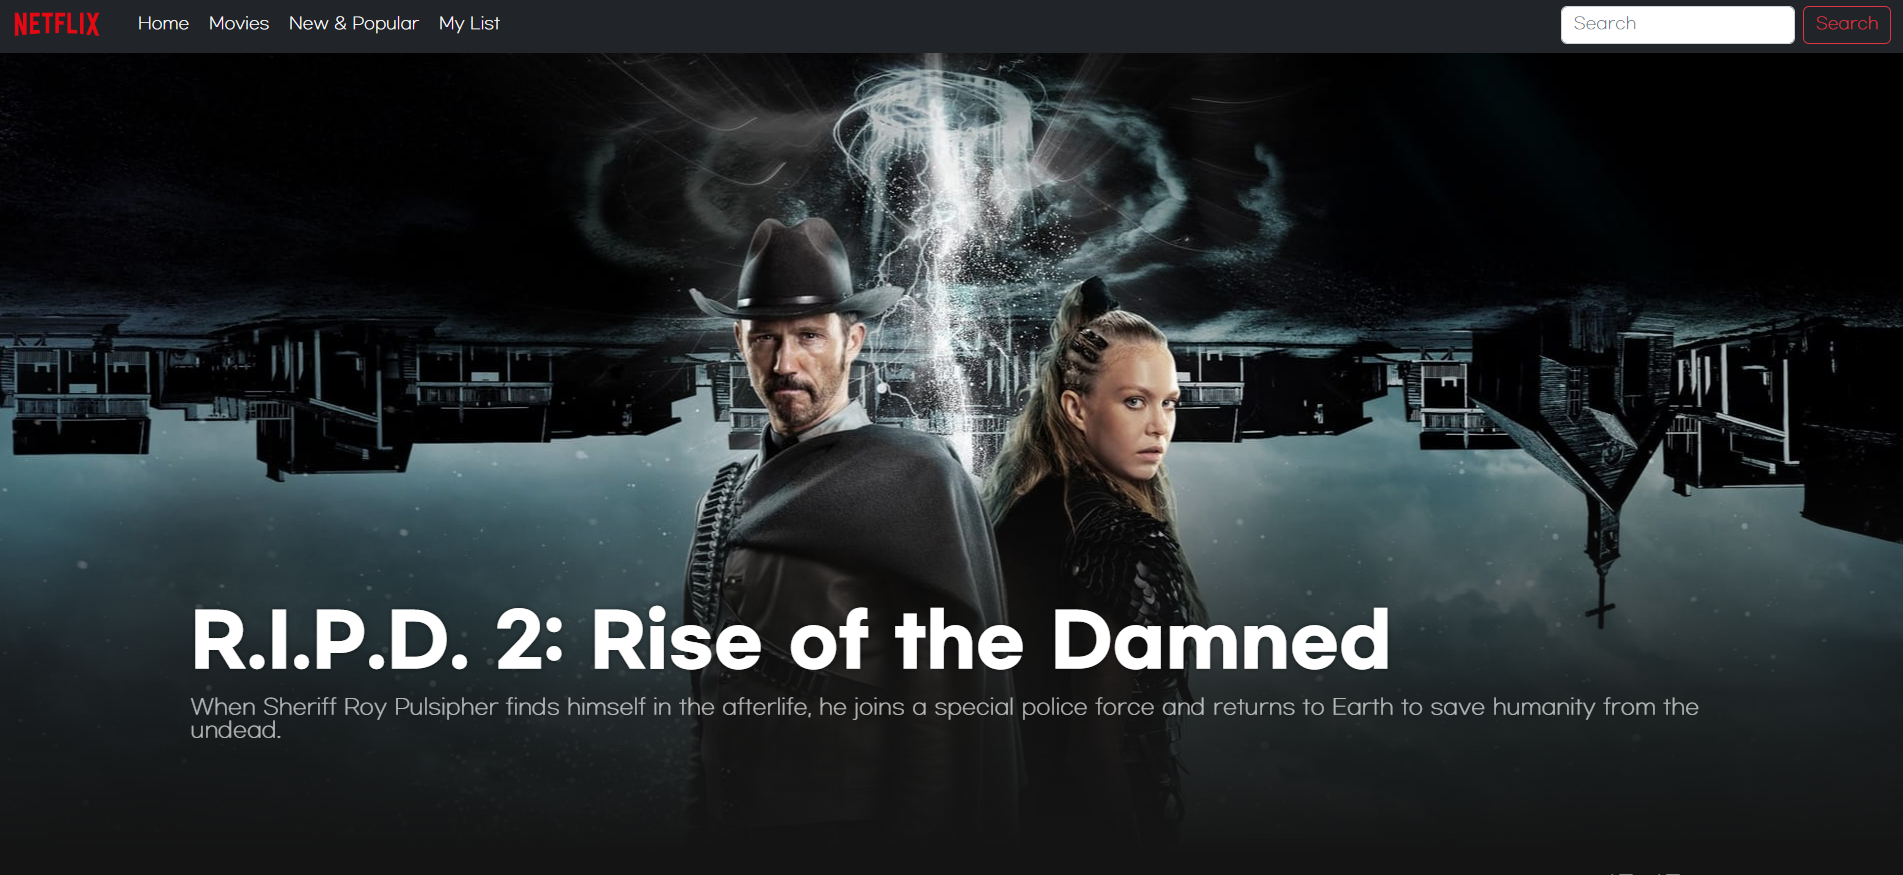 NETFLIX Home Movies New & Popular My List Search Search
R.I.P.D. 2: Rise of the Damned
When Sheriff Roy Pulsipher finds himself in the afterlife, he joins a special police force and returns to Earth to save humanity from the
undead.